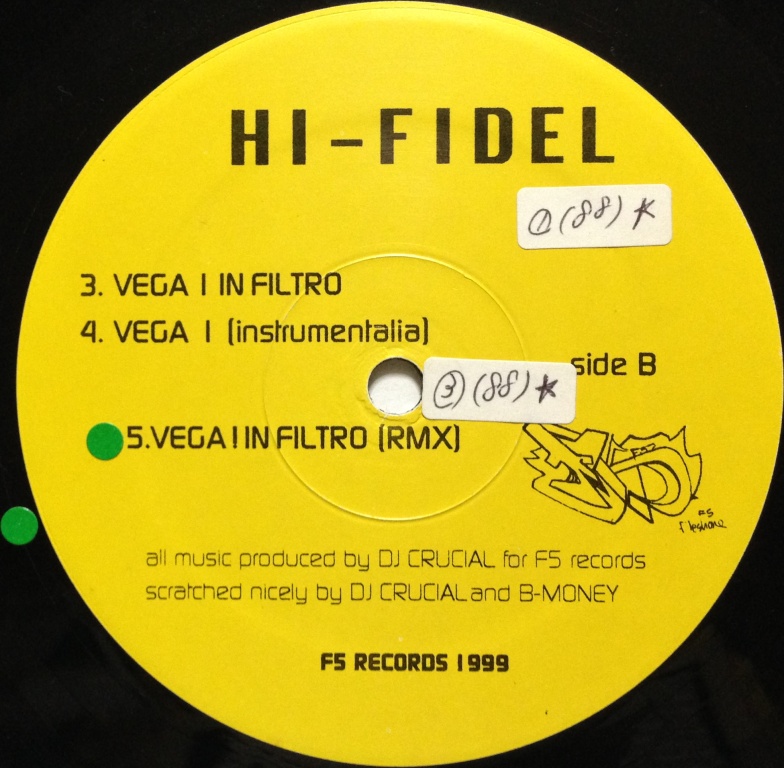 HI-FIDEL
①(88)★
3. VEGA I IN FILTRO
4. VEGA I (instrumentalia)
side B
③(88)★
5.VEGA I IN FILTRO (RMX)
F5
all music produced by DJ CRUCIAL for F5 records
scratched nicely by DJ CRUCIAL and B-MONEY
F5 RECORDS 1999